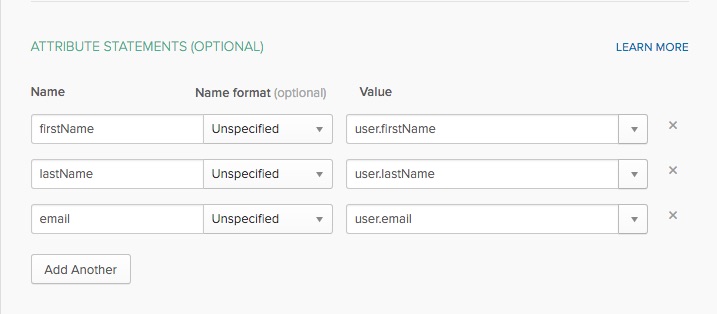 ATTRIBUTE STATEMENTS (OPTIONAL) LEARN MORE
Name Name format (optional) Value
firstName Unspecified user.firstName
lastName Unspecified user.lastName
email Unspecified user.email
Add Another